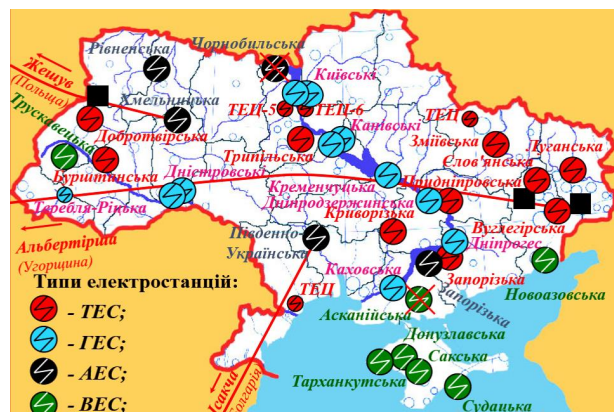 Рівненська
Чорнобильська
Жешув
(Польща)
Київські
Хмельницька
ТЕЦ-5
ТЕЦ-6
ТЕЦ
Трускавецька
Добротвірська
Канівські
Зміївська
Луганська
Трипільська
Слов'янська
Бурштинська
Дністровські
Кременчуцька
Придніпровська
Теребля-Ріцька
Дніпродзержинська
Криворізька
Вуглегірська
Альбертірша
(Угорщина)
Південно-
Українська
Дніпрогес
Каховська
Запорізька
Новоазовська
Типи електростанцій:
ТЕЦ
Асканійська
Запорізька
- ТЕС;
Донузлавська
- ГЕС;
Сакська
Тарханкутська
- АЕС;
Ісакча
(Болгарія)
Судацька
- ВЕС;